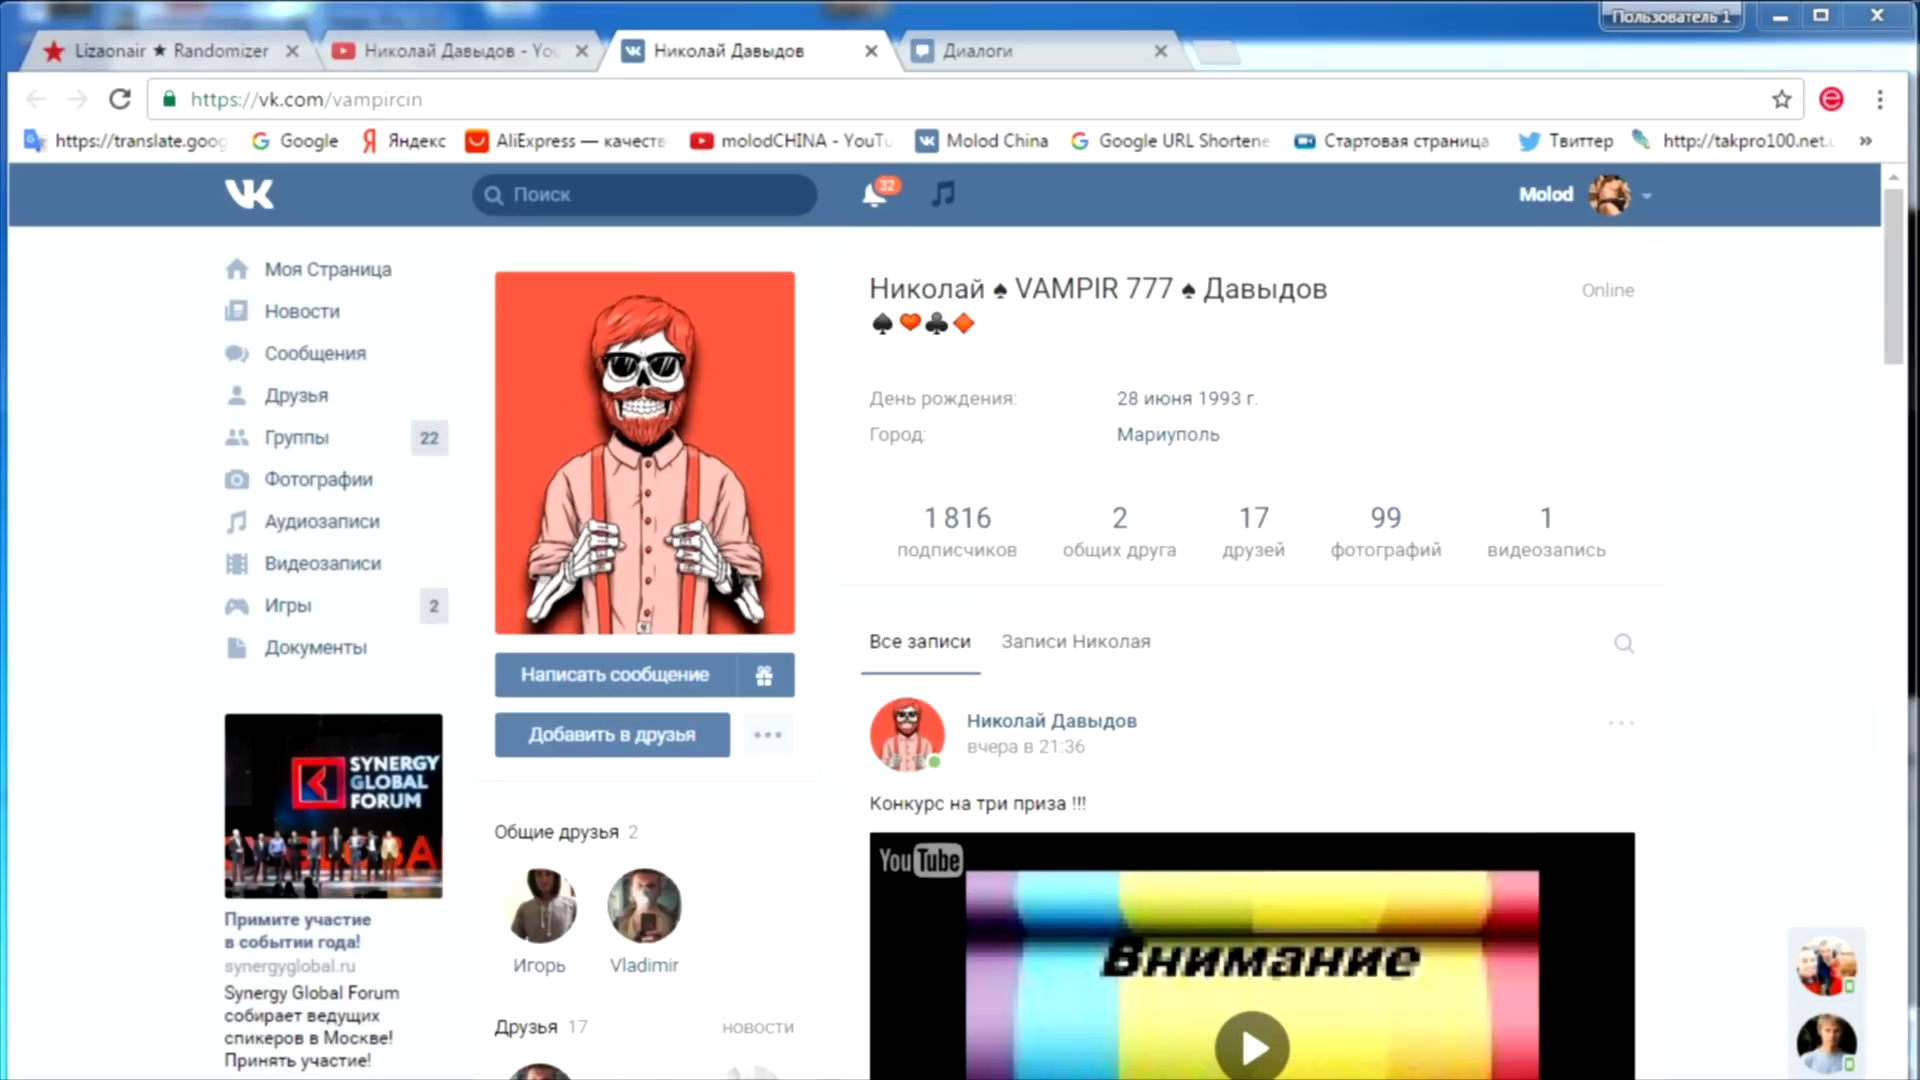 Пользователь 1
Lizaonair ★ Randomizer
Николай Давыдов - You
Николай Давыдов
Диалоги
https://vk.com/vampircin
https://translate.goog
Google
Яндекс
AliExpress — качеств
molodCHINA - YouTu
Molod China
Google URL Shortene
Стартовая страница
Твиттер
http://takpro100.net.u
»
Поиск
32
Molod
Моя Страница
Новости
Сообщения
Друзья
Группы 22
Фотографии
Аудиозаписи
Видеозаписи
Игры 2
Документы
SYNERGY
GLOBAL
FORUM
Примите участие
в событии года!
synergyglobal.ru
Synergy Global Forum
собирает ведущих
спикеров в Москве!
Принять участие!
Написать сообщение
Добавить в друзья
Общие друзья 2
Игорь
Vladimir
Друзья 17
новости
Николай ♠ VAMPIR 777 ♠ Давыдов
Online
♠♥♣♦
День рождения: 28 июня 1993 г.
Город: Мариуполь
1 816 подписчиков
2 общих друга
17 друзей
99 фотографий
1 видеозапись
Все записи
Записи Николая
Николай Давыдов
вчера в 21:36
Конкурс на три приза !!!
YouTube
Внимание